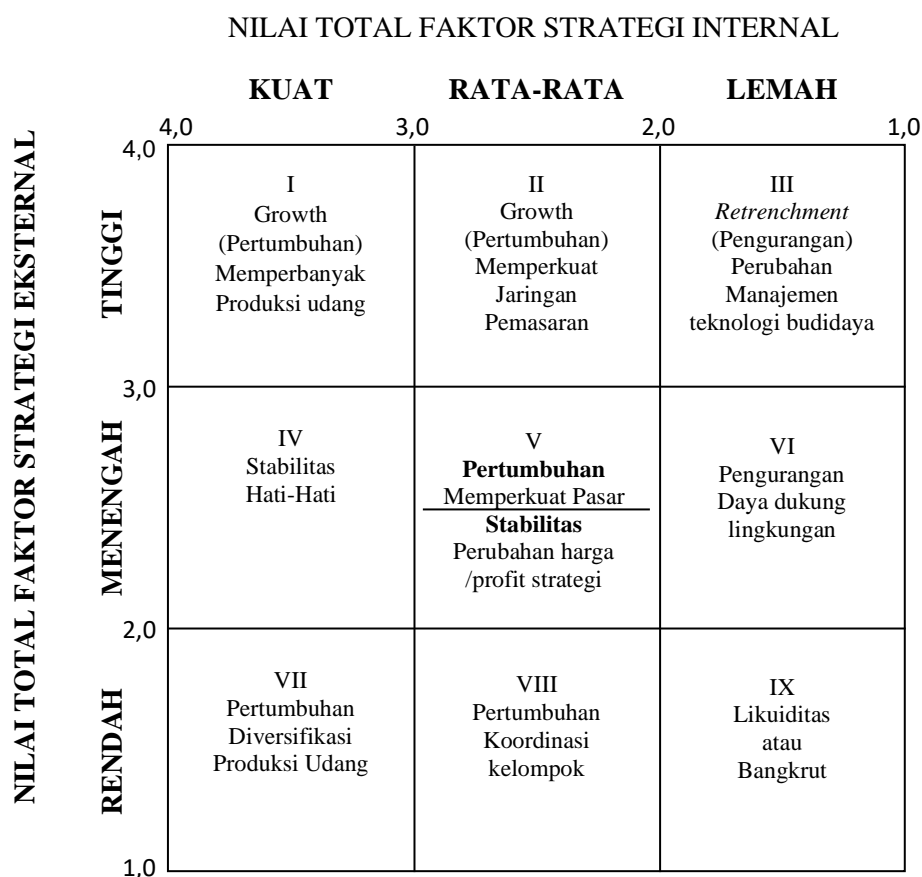 NILAI TOTAL FAKTOR STRATEGI INTERNAL
KUAT
RATA-RATA
LEMAH
4,0
3,0
2,0
1,0
NILAI TOTAL FAKTOR STRATEGI EKSTERNAL
4,0
TINGGI
I
Growth
(Pertumbuhan)
Memperbanyak
Produksi udang
II
Growth
(Pertumbuhan)
Memperkuat
Jaringan
Pemasaran
III
Retrenchment
(Pengurangan)
Perubahan
Manajemen
teknologi budidaya
3,0
MENENGAH
IV
Stabilitas
Hati-Hati
V
Pertumbuhan
Memperkuat Pasar
Stabilitas
Perubahan harga
/profit strategi
VI
Pengurangan
Daya dukung
lingkungan
2,0
RENDAH
VII
Pertumbuhan
Diversifikasi
Produksi Udang
VIII
Pertumbuhan
Koordinasi
kelompok
IX
Likuiditas
atau
Bangkrut
1,0